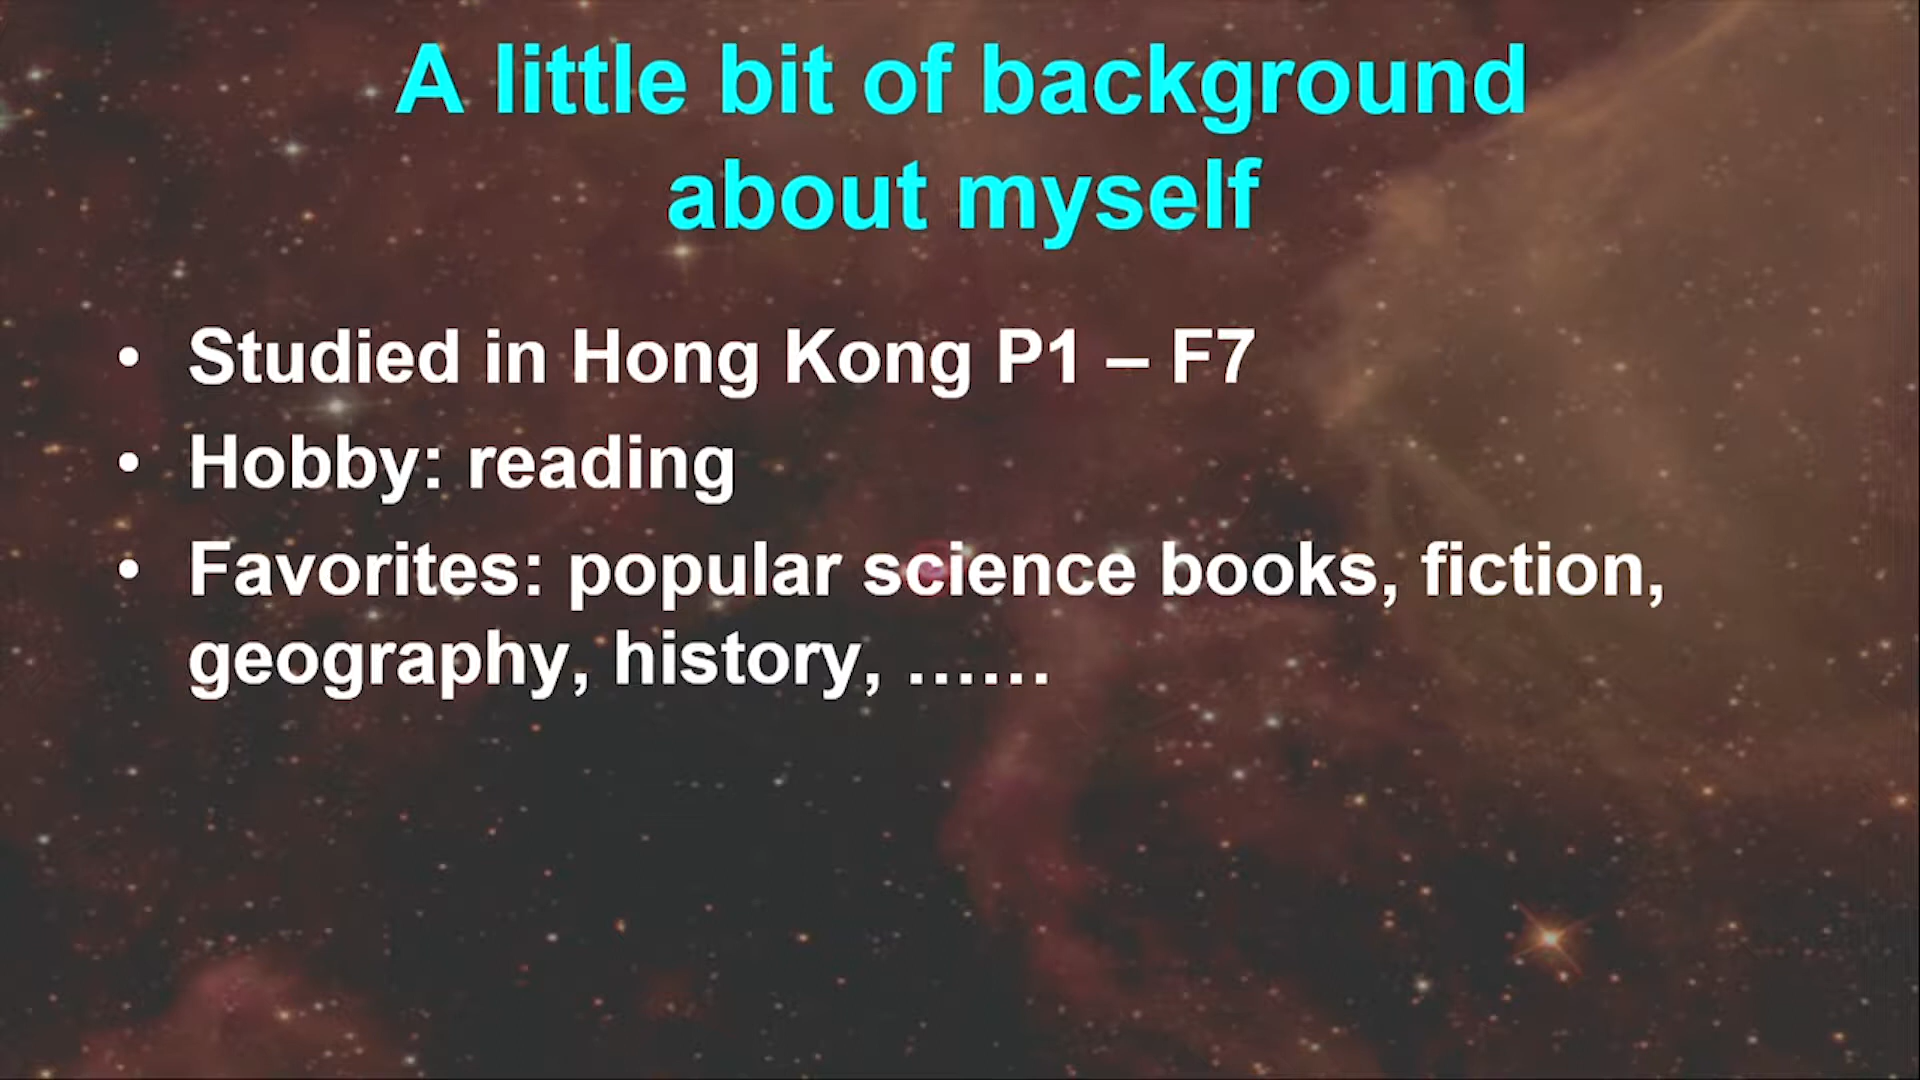 A little bit of background
about myself
• Studied in Hong Kong P1 – F7
• Hobby: reading
• Favorites: popular science books, fiction,
geography, history, ……